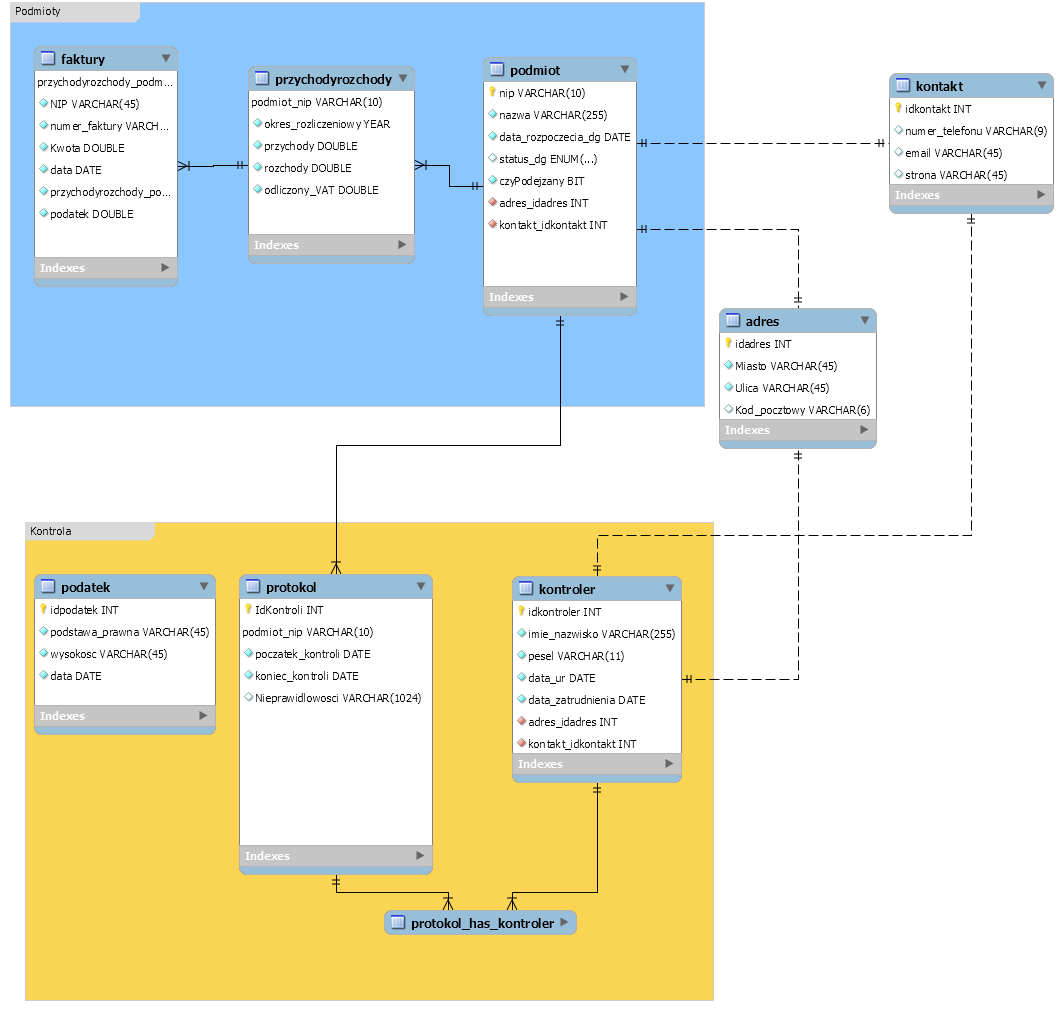 Podmioty
faktury
przychodyrozchody_podm...
NIP VARCHAR(45)
numer_faktury VARCH...
Kwota DOUBLE
data DATE
przychodyrozchody_po...
podatek DOUBLE
Indexes
przychodyrozchody
podmiot_nip VARCHAR(10)
okres_rozliczeniowy YEAR
przychody DOUBLE
rozchody DOUBLE
odliczony_VAT DOUBLE
Indexes
podmiot
nip VARCHAR(10)
nazwa VARCHAR(255)
data_rozpoczecia_dg DATE
status_dg ENUM(...)
czyPodejzany BIT
adres_idadres INT
kontakt_idkontakt INT
Indexes
kontakt
idkontakt INT
numer_telefonu VARCHAR(9)
email VARCHAR(45)
strona VARCHAR(45)
Indexes
adres
idadres INT
Miasto VARCHAR(45)
Ulica VARCHAR(45)
Kod_pocztowy VARCHAR(6)
Indexes
Kontrola
podatek
idpodatek INT
podstawa_prawna VARCHAR(45)
wysokosc VARCHAR(45)
data DATE
Indexes
protokol
IdKontroli INT
podmiot_nip VARCHAR(10)
poczatek_kontroli DATE
koniec_kontroli DATE
Nieprawidlowosci VARCHAR(1024)
Indexes
kontroler
idkontroler INT
imie_nazwisko VARCHAR(255)
pesel VARCHAR(11)
data_ur DATE
data_zatrudnienia DATE
adres_idadres INT
kontakt_idkontakt INT
Indexes
protokol_has_kontroler